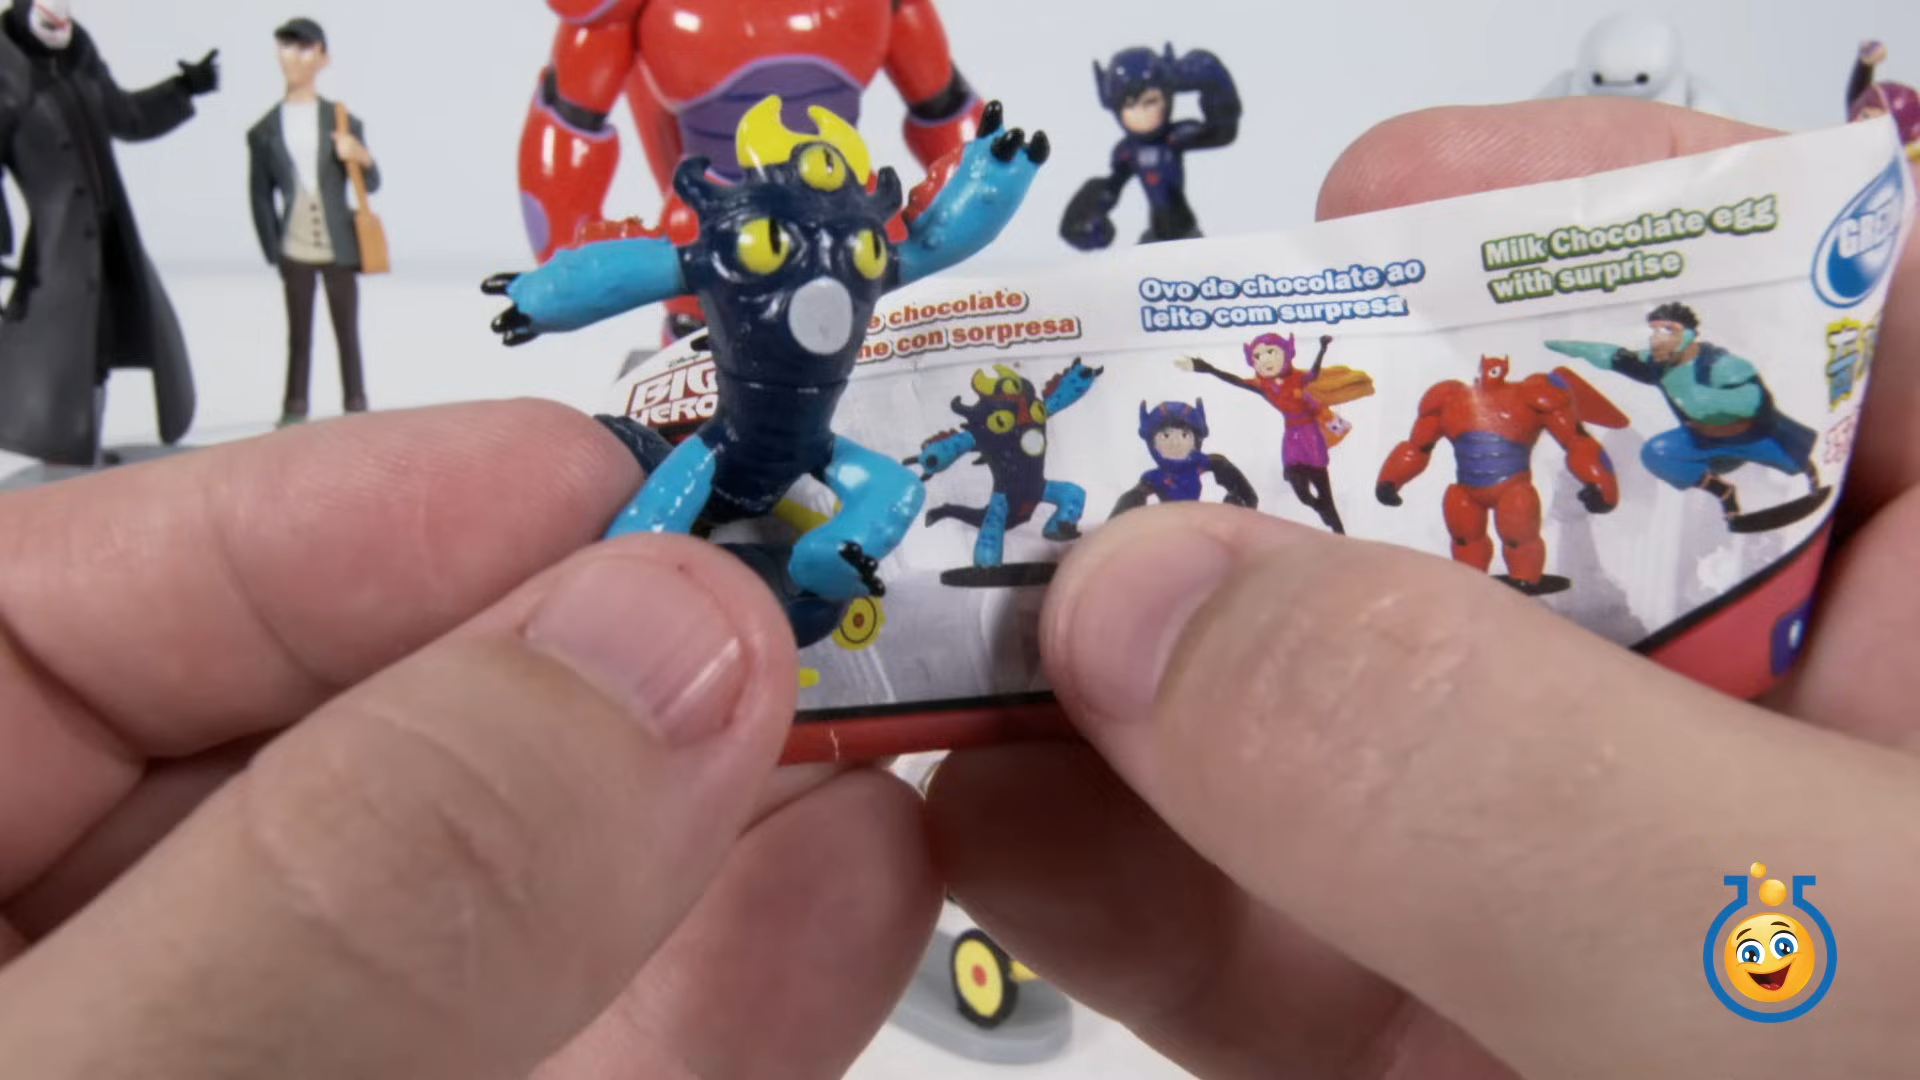 BIG
HERO
e chocolate
he con sorpresa
Ovo de chocolate ao
leite com surpresa
Milk Chocolate egg
with surprise